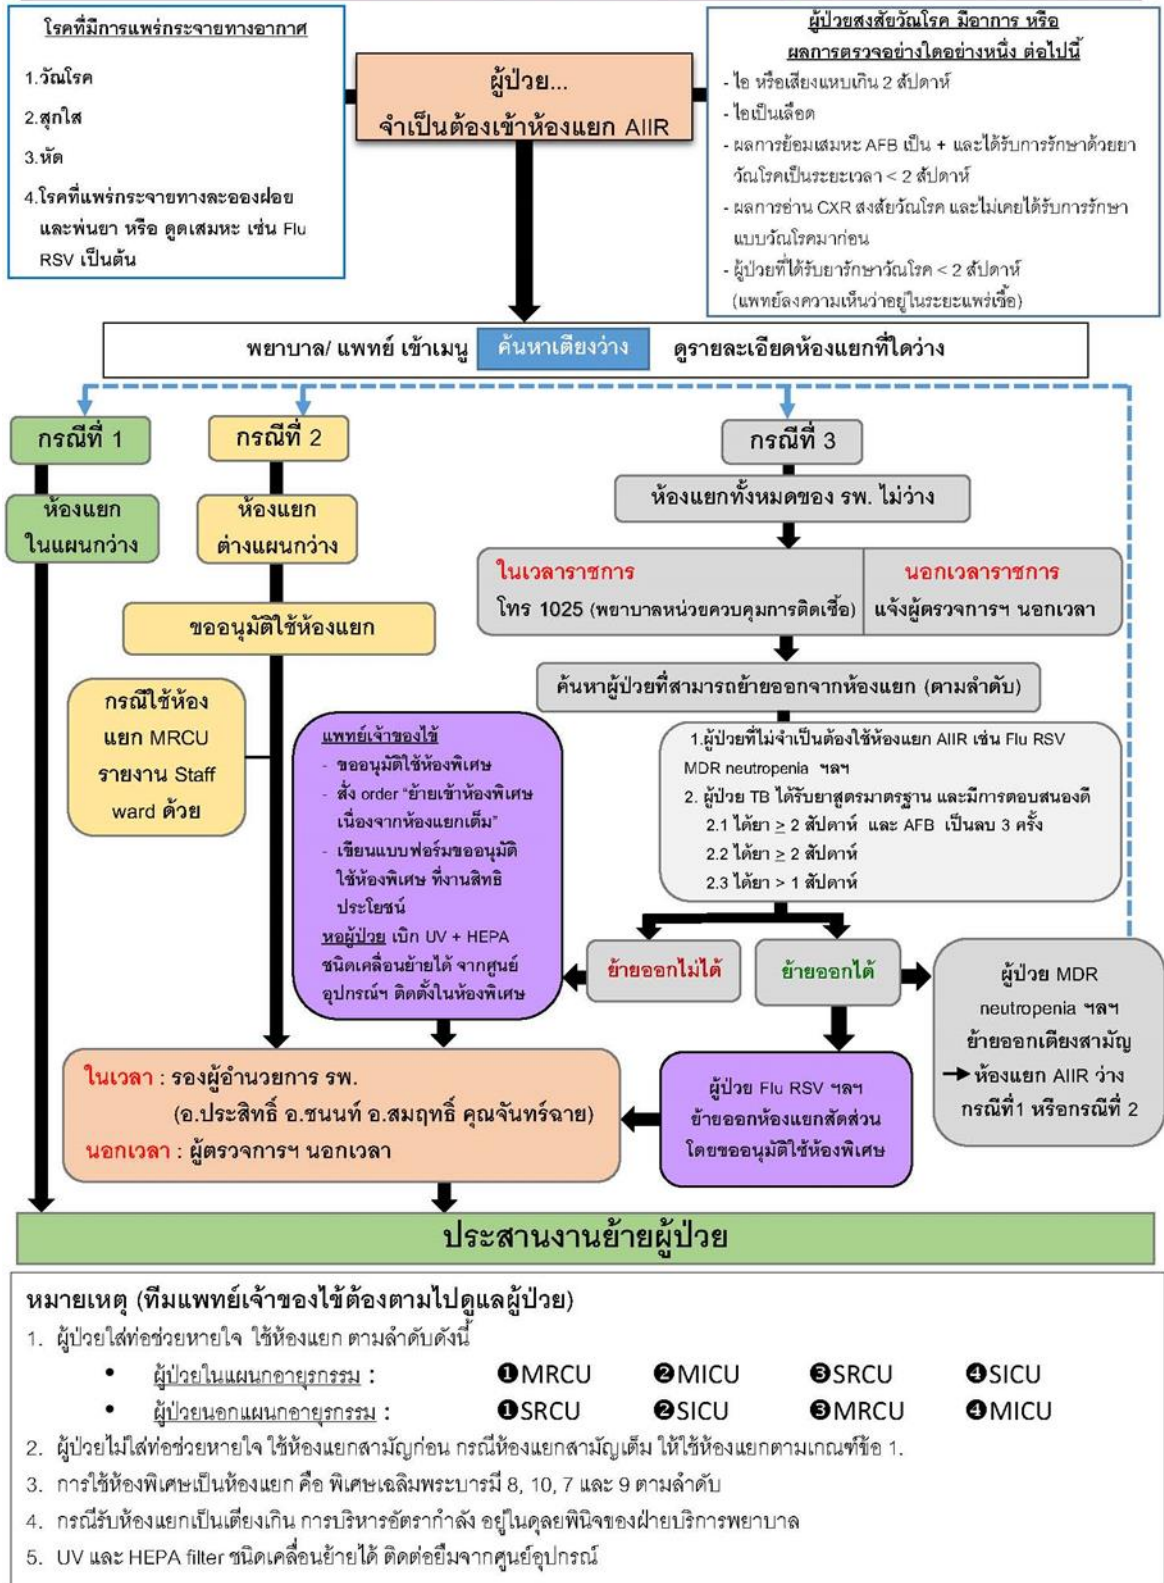 โรคที่มีการแพร่กระจายทางอากาศ
1.วัณโรค
2.สุกใส
3.หัด
4.โรคที่แพร่กระจายทางละอองฝอย
และพ่นยา หรือ ดูดเสมหะ เช่น Flu
RSV เป็นต้น
ผู้ป่วย...
จำเป็นต้องเข้าห้องแยก AIIR
ผู้ป่วยสงสัยวัณโรค มีอาการ หรือ
ผลการตรวจอย่างใดอย่างหนึ่ง ต่อไปนี้
- ไอ หรือเสียงแหบเกิน 2 สัปดาห์
- ไอเป็นเลือด
- ผลการย้อมเสมหะ AFB เป็น + และได้รับการรักษาด้วยยา
วัณโรคเป็นระยะเวลา < 2 สัปดาห์
- ผลการอ่าน CXR สงสัยวัณโรค และไม่เคยได้รับการรักษา
แบบวัณโรคมาก่อน
- ผู้ป่วยที่ได้รับยารักษาวัณโรค < 2 สัปดาห์
(แพทย์ลงความเห็นว่าอยู่ในระยะแพร่เชื้อ)
พยาบาล/ แพทย์ เข้าเมนู ค้นหาเตียงว่าง ดูรายละเอียดห้องแยกที่ใดว่าง
กรณีที่ 1
ห้องแยก
ในแผนกว่าง
กรณีที่ 2
ห้องแยก
ต่างแผนกว่าง
ขออนุมัติใช้ห้องแยก
กรณีใช้ห้อง
แยก MRCU
รายงาน Staff
ward ด้วย
กรณีที่ 3
ห้องแยกทั้งหมดของ รพ. ไม่ว่าง
ในเวลาราชการ
โทร 1025 (พยาบาลหน่วยควบคุมการติดเชื้อ)
นอกเวลาราชการ
แจ้งผู้ตรวจการฯ นอกเวลา
ค้นหาผู้ป่วยที่สามารถย้ายออกจากห้องแยก (ตามลำดับ)
1.ผู้ป่วยที่ไม่จำเป็นต้องใช้ห้องแยก AIIR เช่น Flu RSV
MDR neutropenia ฯลฯ
2. ผู้ป่วย TB ได้รับยาสูตรมาตรฐาน และมีการตอบสนองดี
2.1 ได้ยา ≥ 2 สัปดาห์ และ AFB เป็นลบ 3 ครั้ง
2.2 ได้ยา ≥ 2 สัปดาห์
2.3 ได้ยา > 1 สัปดาห์
แพทย์เจ้าของไข้
- ขออนุมัติใช้ห้องพิเศษ
- สั่ง order "ย้ายเข้าห้องพิเศษ
เนื่องจากห้องแยกเต็ม"
- เขียนแบบฟอร์มขออนุมัติ
ใช้ห้องพิเศษ ที่งานสิทธิ
ประโยชน์
หอผู้ป่วย เบิก UV + HEPA
ชนิดเคลื่อนย้ายได้ จากศูนย์
อุปกรณ์ฯ ติดตั้งในห้องพิเศษ
ย้ายออกไม่ได้
ย้ายออกได้
ผู้ป่วย MDR
neutropenia ฯลฯ
ย้ายออกเตียงสามัญ
→ ห้องแยก AIIR ว่าง
กรณีที่1 หรือกรณีที่ 2
ผู้ป่วย Flu RSV ฯลฯ
ย้ายออกห้องแยกสัดส่วน
โดยขออนุมัติใช้ห้องพิเศษ
ในเวลา : รองผู้อำนวยการ รพ.
(อ.ประสิทธิ์ อ.ชนนท์ อ.สมฤทธิ์ คุณจันทร์ฉาย)
นอกเวลา : ผู้ตรวจการฯ นอกเวลา
ประสานงานย้ายผู้ป่วย
หมายเหตุ (ทีมแพทย์เจ้าของไข้ต้องตามไปดูแลผู้ป่วย)
1. ผู้ป่วยใส่ท่อช่วยหายใจ ใช้ห้องแยก ตามลำดับดังนี้
• ผู้ป่วยในแผนกอายุรกรรม : ❶MRCU ❷MICU ❸SRCU ❹SICU
• ผู้ป่วยนอกแผนกอายุรกรรม : ❶SRCU ❷SICU ❸MRCU ❹MICU
2. ผู้ป่วยไม่ใส่ท่อช่วยหายใจ ใช้ห้องแยกสามัญก่อน กรณีห้องแยกสามัญเต็ม ให้ใช้ห้องแยกตามเกณฑ์ข้อ 1.
3. การใช้ห้องพิเศษเป็นห้องแยก คือ พิเศษเฉลิมพระบารมี 8, 10, 7 และ 9 ตามลำดับ
4. กรณีรับห้องแยกเป็นเตียงเกิน การบริหารอัตรากำลัง อยู่ในดุลยพินิจของฝ่ายบริการพยาบาล
5. UV และ HEPA filter ชนิดเคลื่อนย้ายได้ ติดต่อยืมจากศูนย์อุปกรณ์